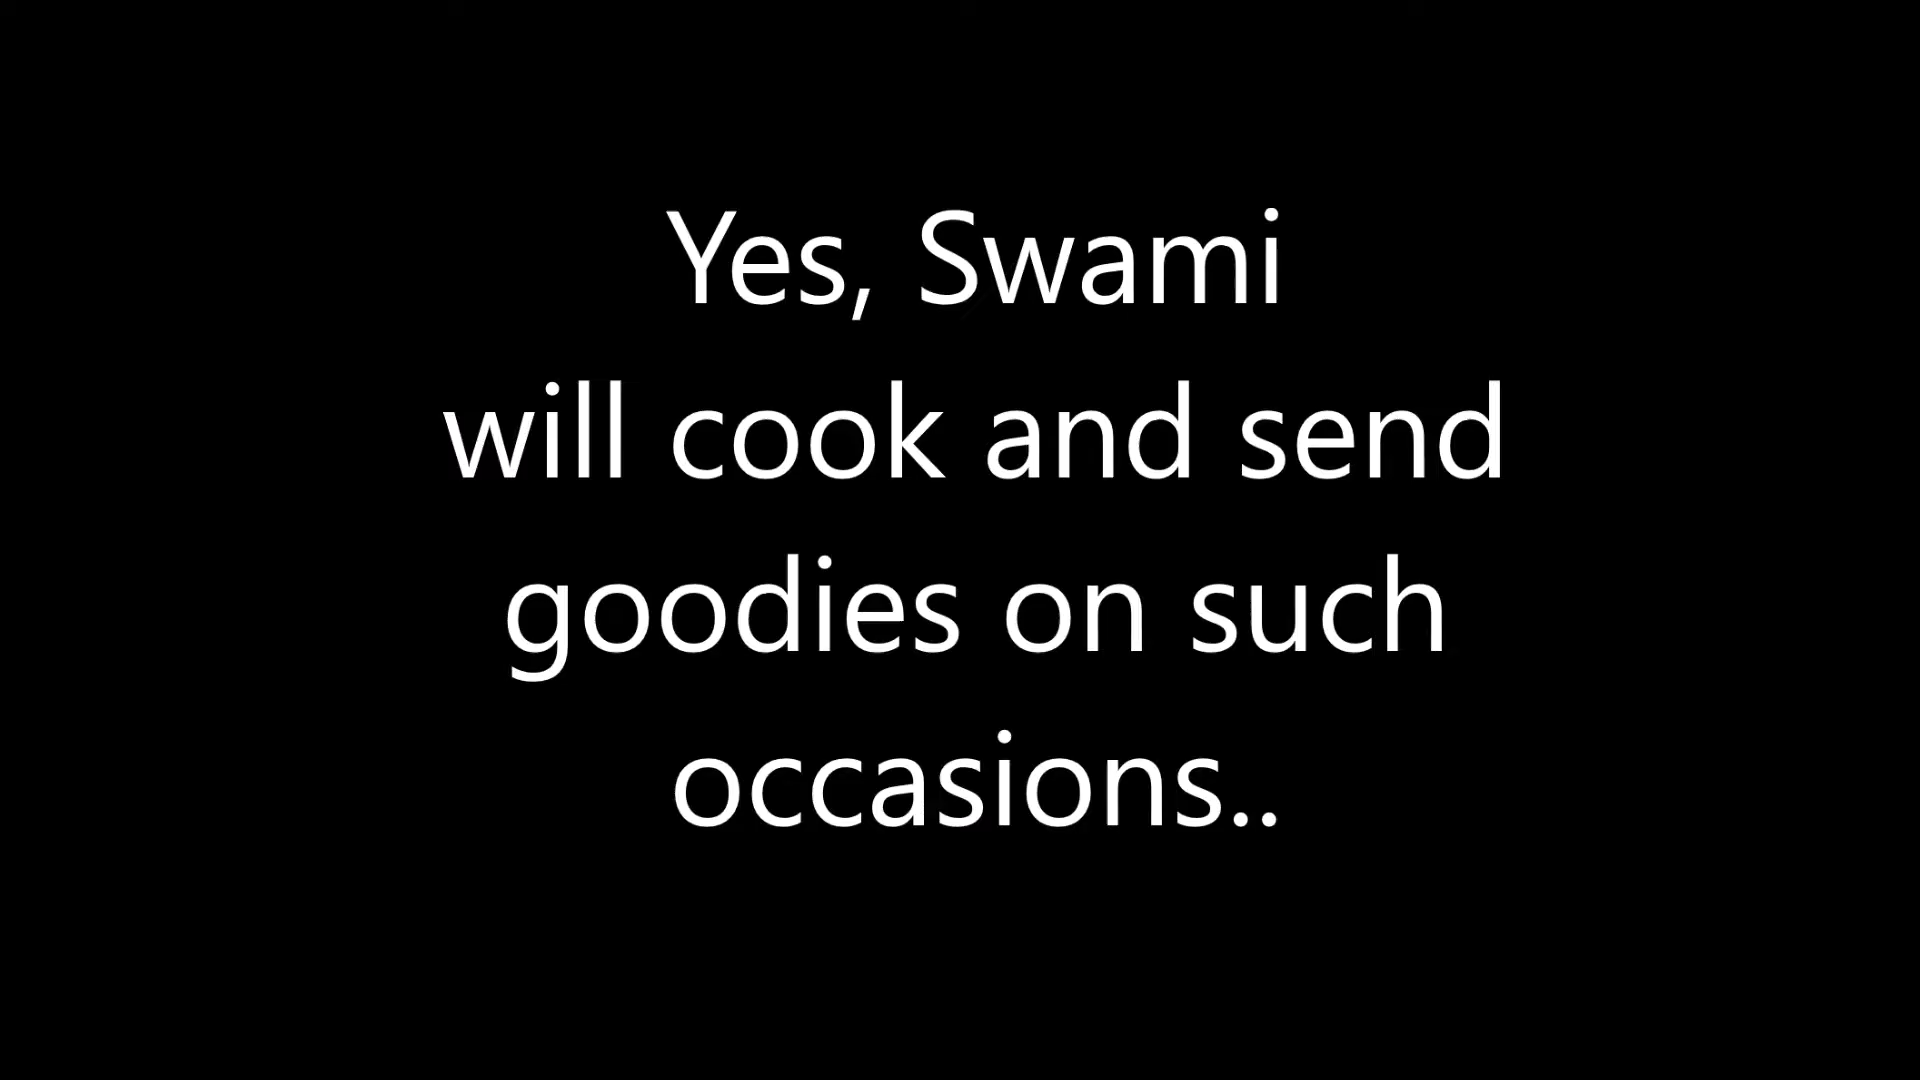 Yes, Swami
will cook and send
goodies on such
occasions..